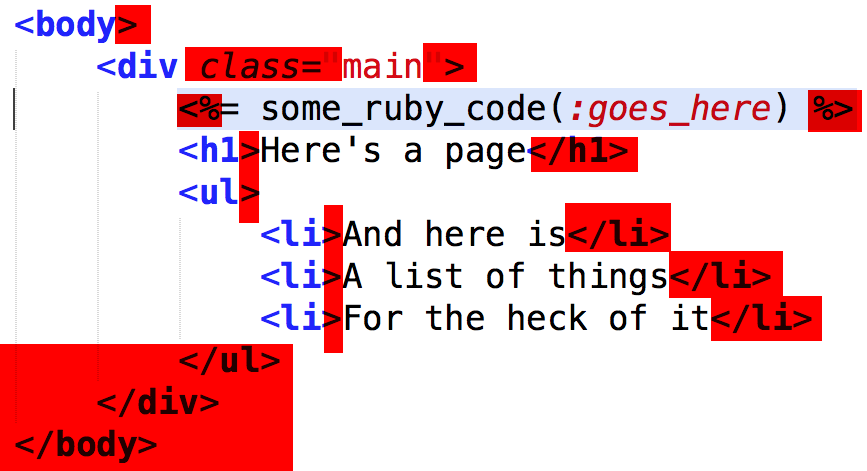 <body>
<div class="main">
<%= some_ruby_code(:goes_here) %>
<h1>Here's a page</h1>
<ul>
<li>And here is</li>
<li>A list of things</li>
<li>For the heck of it</li>
</ul>
</div>
</body>